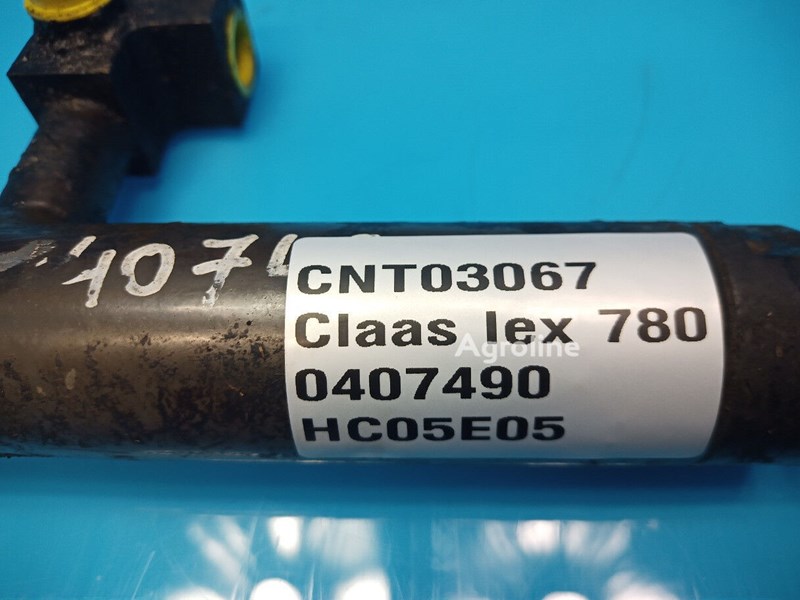 CNT03067
Claas lex 780
Agroline
0407490
HC05E05